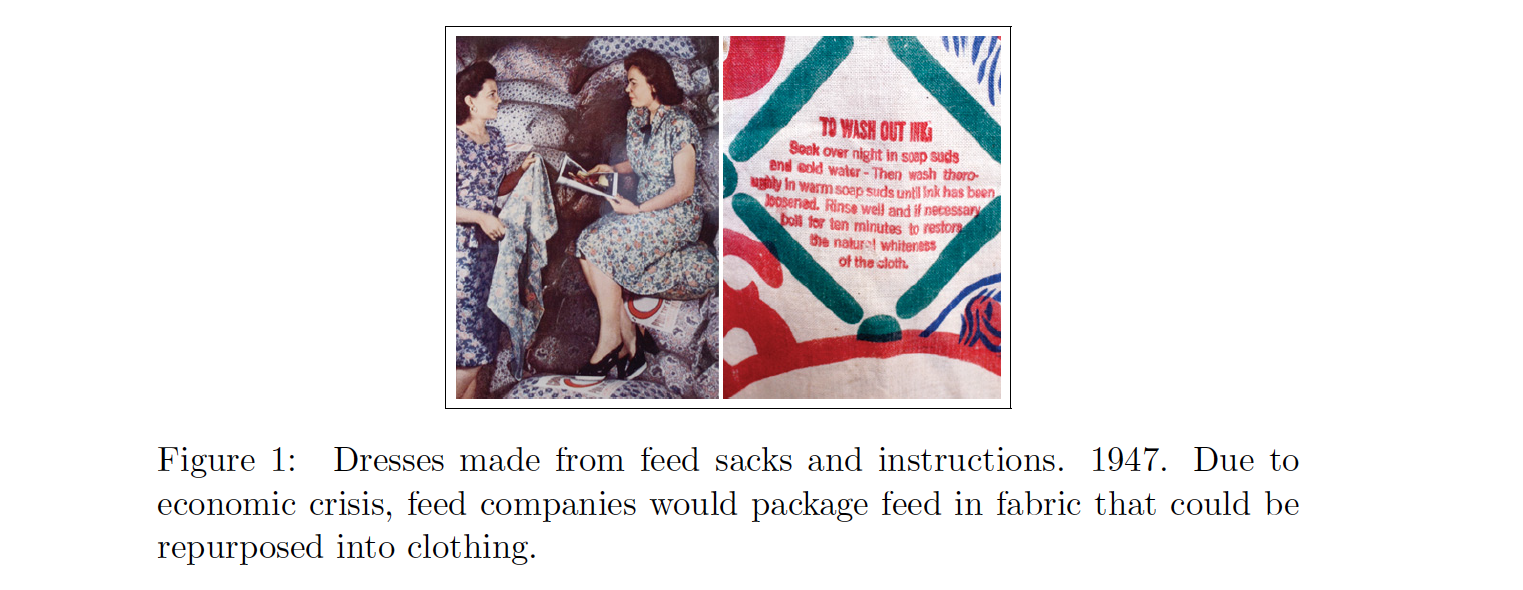 TO WASH OUT INK:
Soak over night in soap suds
and cold water - Then wash thoro-
ughly in warm soap suds until ink has been
loosened. Rinse well and if necessary
boil for ten minutes to restore
the natural whiteness
of the cloth.
Figure 1: Dresses made from feed sacks and instructions. 1947. Due to
economic crisis, feed companies would package feed in fabric that could be
repurposed into clothing.